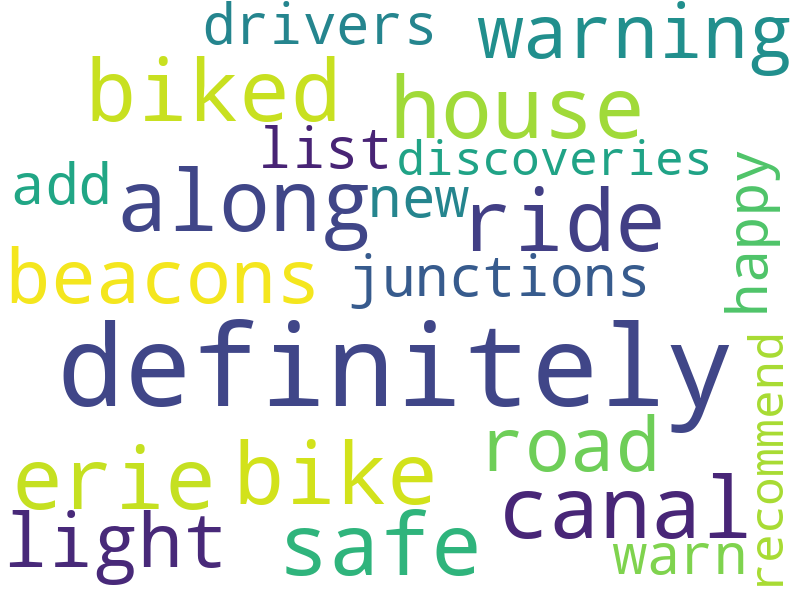 drivers warning
biked house
list discoveries
add along new ride
happy
beacons junctions
definitely
recommend
erie bike road
light safe canal
warn